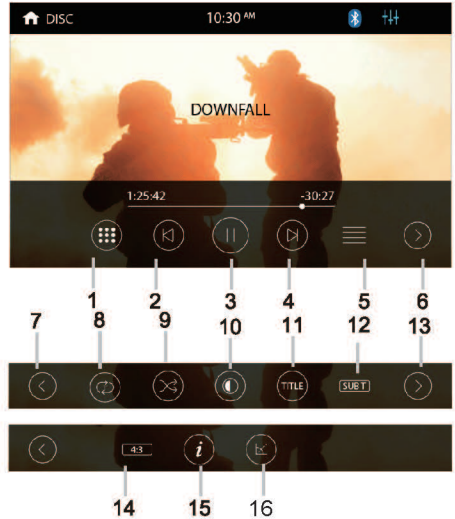 DISC 10:30 AM
DOWNFALL
1:25:42 -30:27
1 2 3 4 5 6
7 8 9 10 11 12 13
TITLE SUBT
4:3 i
14 15 16